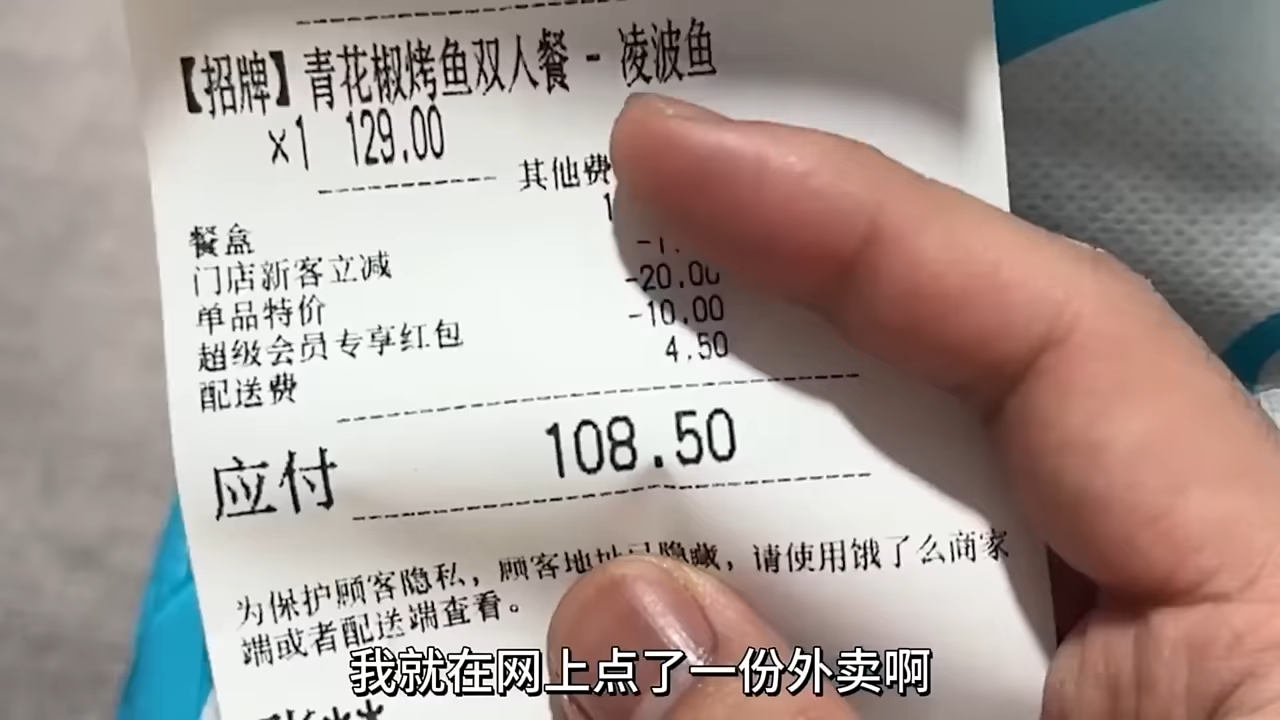 【招牌】青花椒烤鱼双人餐 - 凌波鱼
×1 129.00
其他费
餐盒 1
门店新客立减 -1.
单品特价 -20.00
超级会员专享红包 -10.00
配送费 4.50
应付 108.50
为保护顾客隐私，顾客地址已隐藏，请使用饿了么商家
端或者配送端查看。
我就在网上点了一份外卖啊